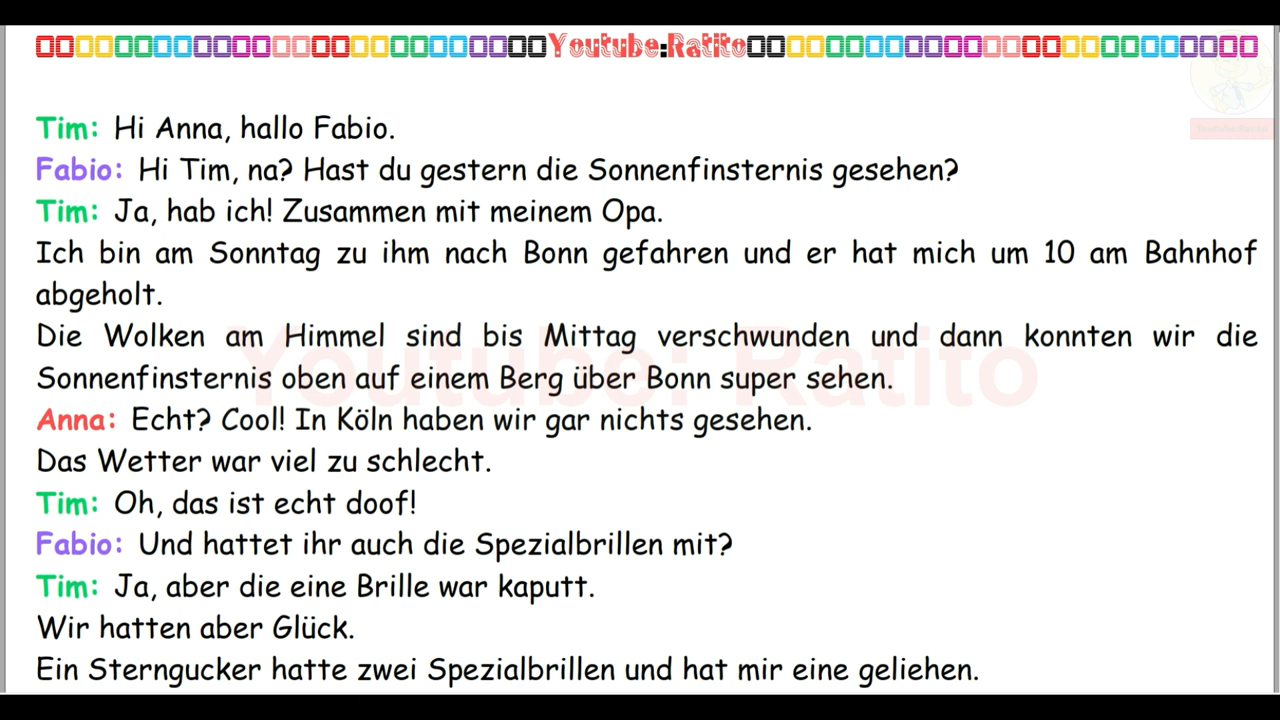 Youtube:Ratito
Youtube: Ratito
Tim: Hi Anna, hallo Fabio.
Fabio: Hi Tim, na? Hast du gestern die Sonnenfinsternis gesehen?
Tim: Ja, hab ich! Zusammen mit meinem Opa.
Ich bin am Sonntag zu ihm nach Bonn gefahren und er hat mich um 10 am Bahnhof
abgeholt.
Die Wolken am Himmel sind bis Mittag verschwunden und dann konnten wir die
Sonnenfinsternis oben auf einem Berg über Bonn super sehen.
Youtube: Ratito
Anna: Echt? Cool! In Köln haben wir gar nichts gesehen.
Das Wetter war viel zu schlecht.
Tim: Oh, das ist echt doof!
Fabio: Und hattet ihr auch die Spezialbrillen mit?
Tim: Ja, aber die eine Brille war kaputt.
Wir hatten aber Glück.
Ein Sterngucker hatte zwei Spezialbrillen und hat mir eine geliehen.